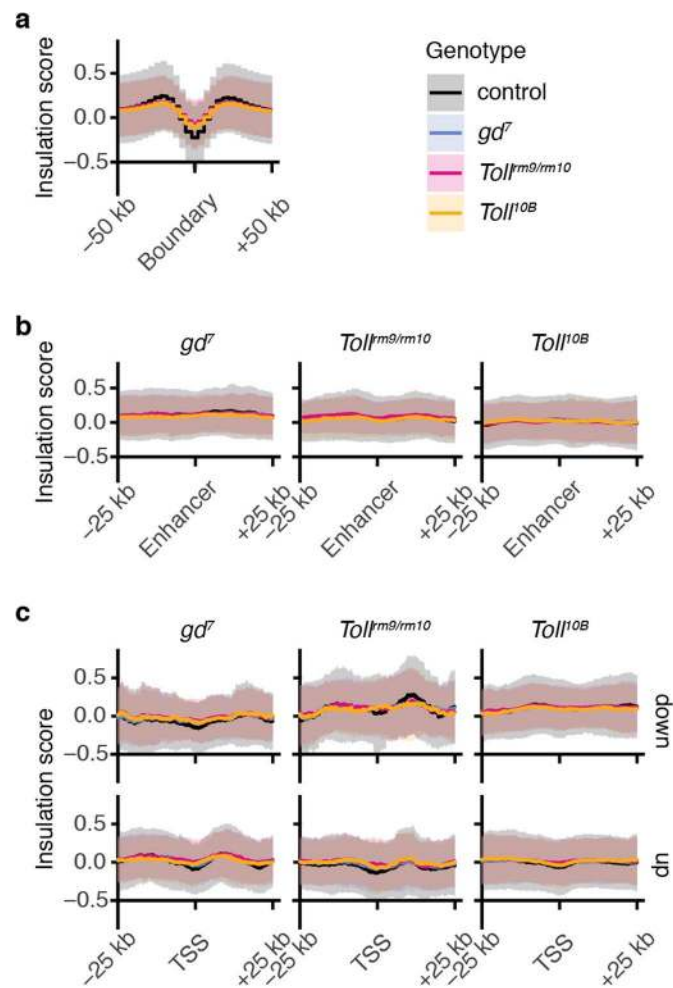 a
Insulation score
0.5
0.0
−0.5
−50 kb
Boundary
+50 kb
Genotype
control
gd⁷
Tollʳᵐ⁹/ʳᵐ¹⁰
Toll¹⁰ᴮ
b
gd⁷ Tollʳᵐ⁹/ʳᵐ¹⁰ Toll¹⁰ᴮ
Insulation score
0.5
0.0
−0.5
−25 kb Enhancer +25 kb −25 kb Enhancer +25 kb −25 kb Enhancer +25 kb
c
gd⁷ Tollʳᵐ⁹/ʳᵐ¹⁰ Toll¹⁰ᴮ
Insulation score
0.5
0.0
−0.5
down
Insulation score
0.5
0.0
−0.5
up
−25 kb TSS +25 kb −25 kb TSS +25 kb −25 kb TSS +25 kb